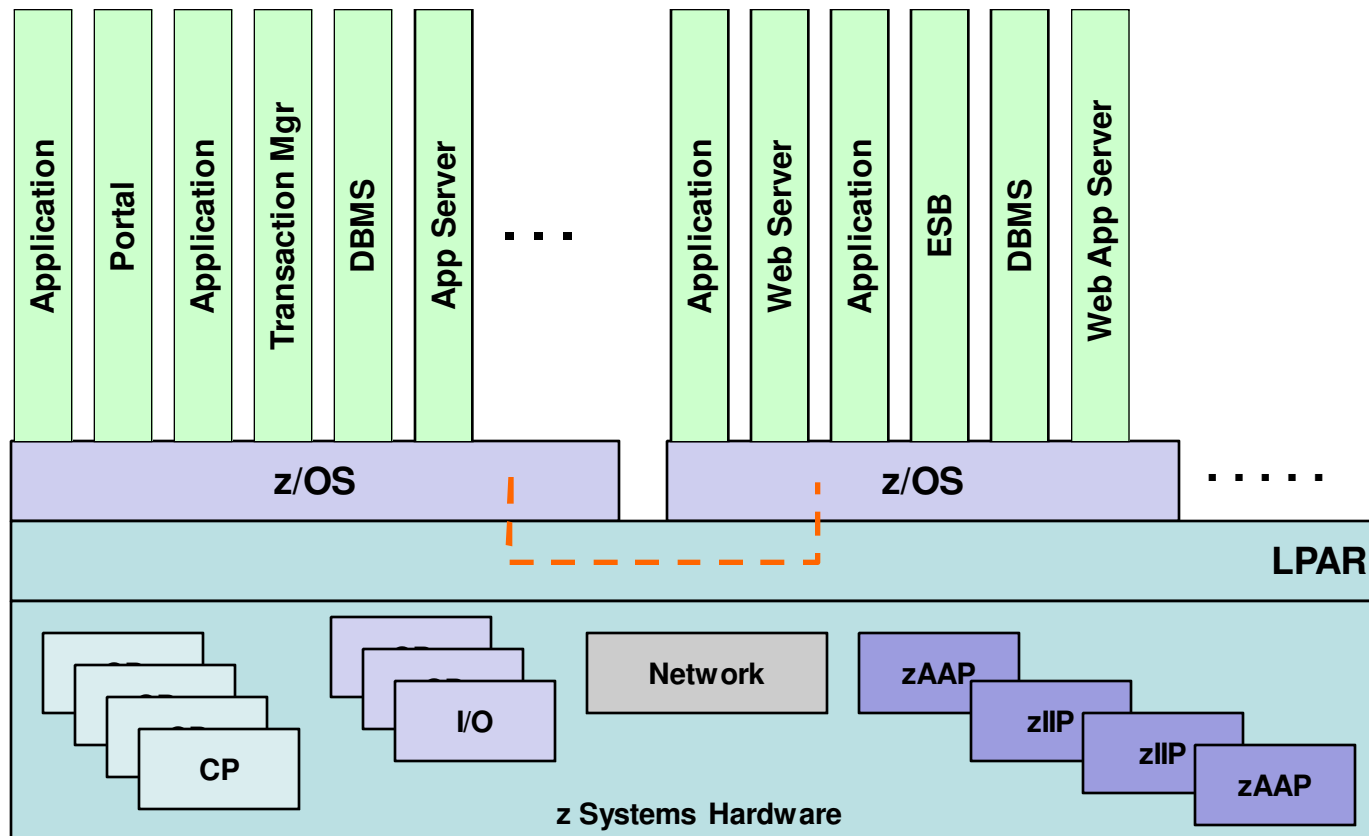 Application
Portal
Application
Transaction Mgr
DBMS
App Server
. . .
Application
Web Server
Application
ESB
DBMS
Web App Server
z/OS
z/OS
. . . . .
LPAR
CP
I/O
Network
zAAP
zIIP
zIIP
zAAP
z Systems Hardware